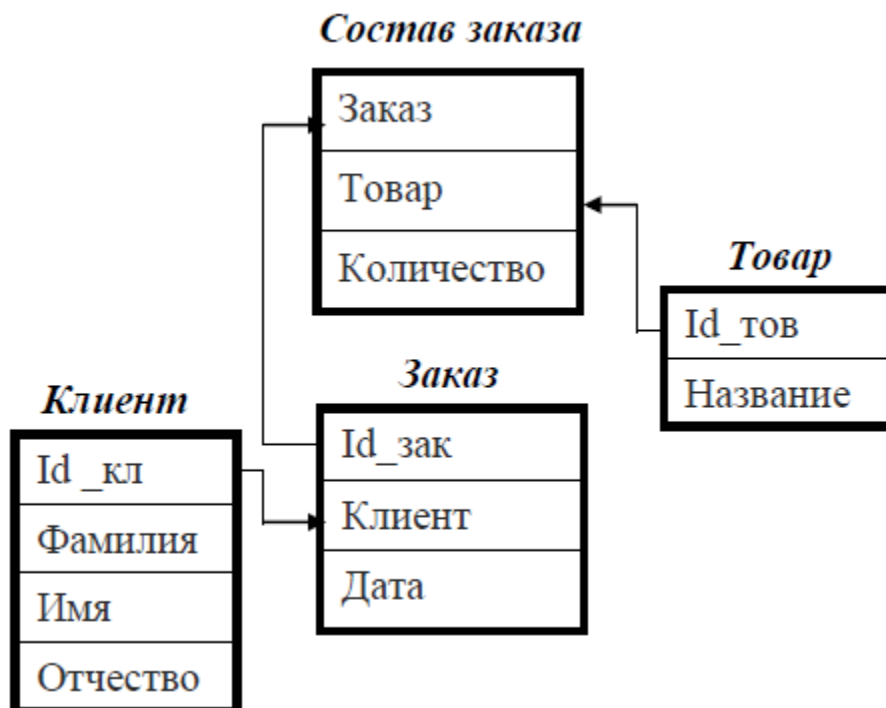 Состав заказа
Заказ
Товар
Количество
Товар
Id_тов
Название
Заказ
Id_зак
Клиент
Дата
Клиент
Id _кл
Фамилия
Имя
Отчество